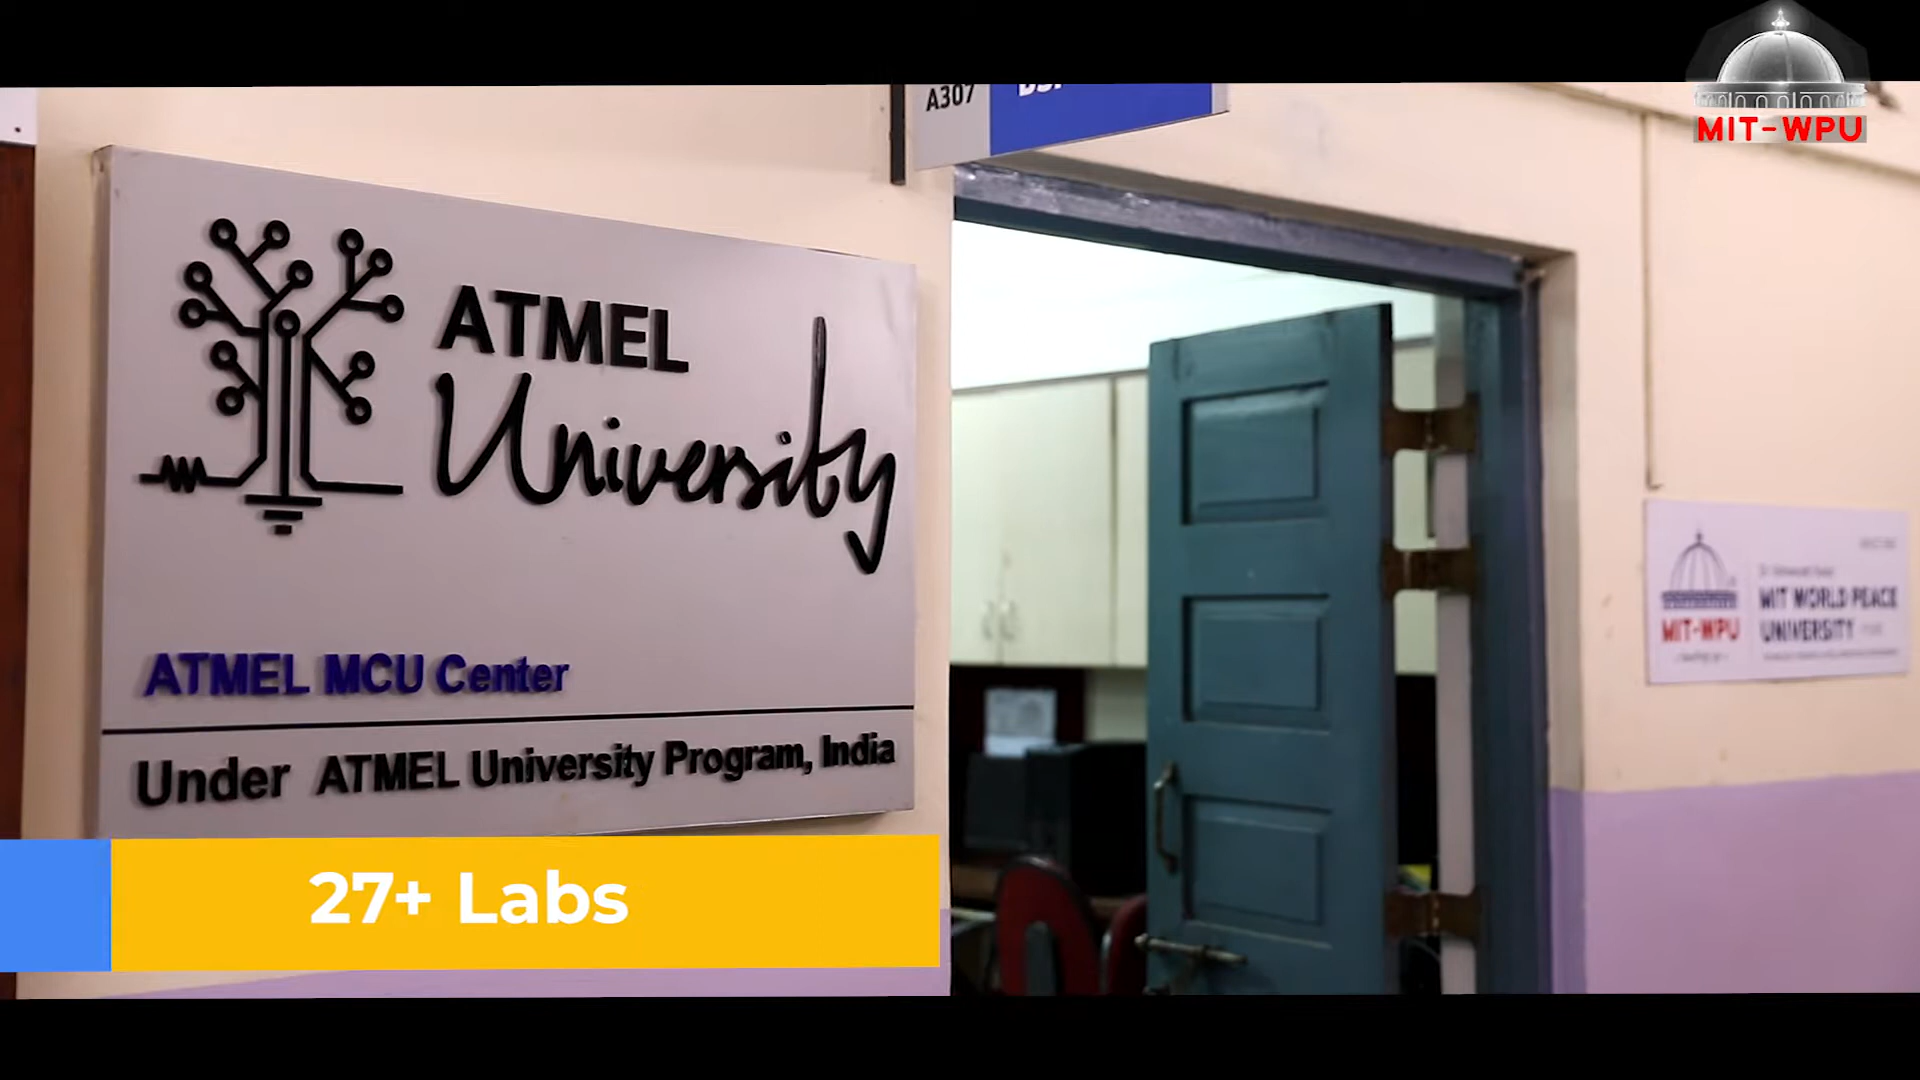 A307
MIT-WPU
ATMEL
University
ATMEL MCU Center
Under ATMEL University Program, India
MIT-WPU
MIT WORLD PEACE
UNIVERSITY
27+ Labs